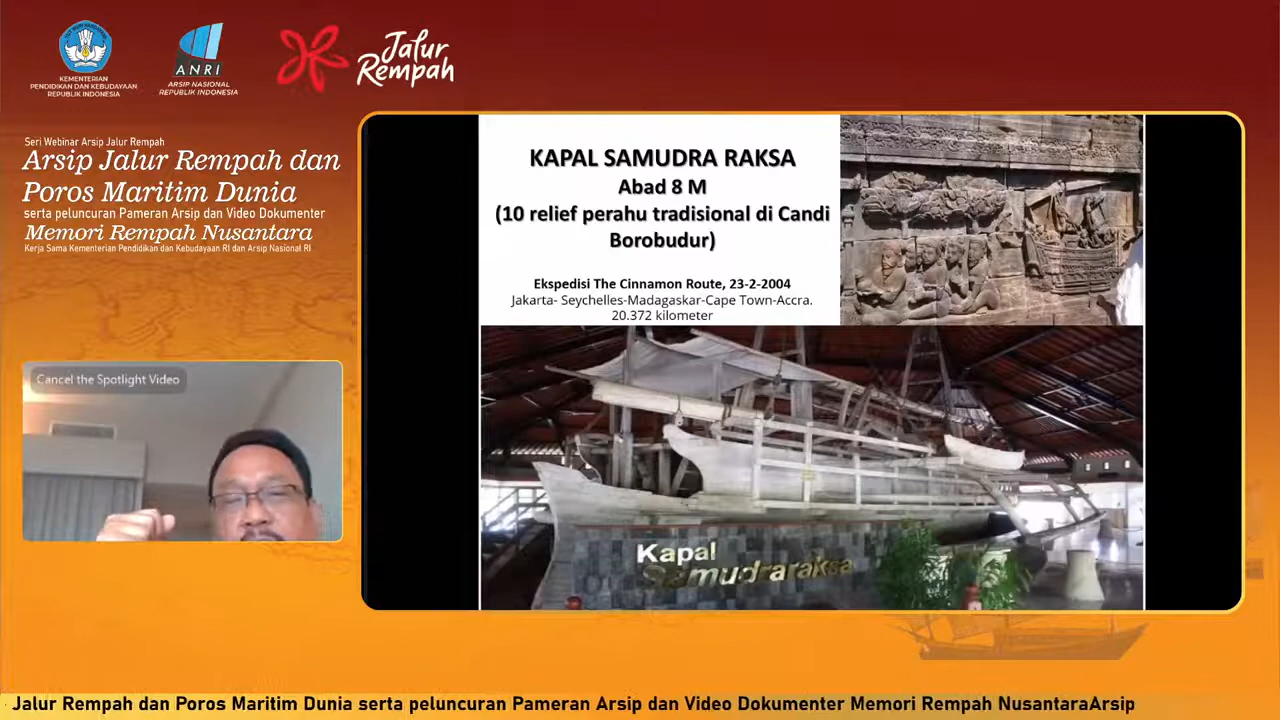 KEMENTERIAN
PENDIDIKAN DAN KEBUDAYAAN
REPUBLIK INDONESIA
ANRI
ARSIP NASIONAL
REPUBLIK INDONESIA
Jalur
Rempah
Seri Webinar Arsip Jalur Rempah
Arsip Jalur Rempah dan
Poros Maritim Dunia
serta peluncuran Pameran Arsip dan Video Dokumenter
Memori Rempah Nusantara
Kerja Sama Kementerian Pendidikan dan Kebudayaan RI dan Arsip Nasional RI
Cancel the Spotlight Video
KAPAL SAMUDRA RAKSA
Abad 8 M
(10 relief perahu tradisional di Candi
Borobudur)
Ekspedisi The Cinnamon Route, 23-2-2004
Jakarta- Seychelles-Madagaskar-Cape Town-Accra.
20.372 kilometer
Kapal
Samudraraksa
Jalur Rempah dan Poros Maritim Dunia serta peluncuran Pameran Arsip dan Video Dokumenter Memori Rempah NusantaraArsip